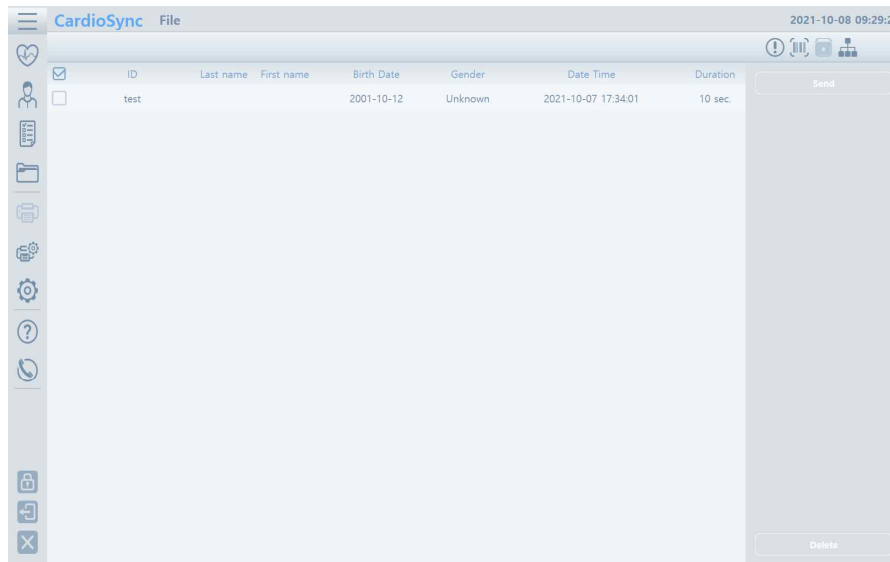 CardioSync File 2021-10-08 09:29:2
ID Last name First name Birth Date Gender Date Time Duration
Send
test 2001-10-12 Unknown 2021-10-07 17:34:01 10 sec.
Delete